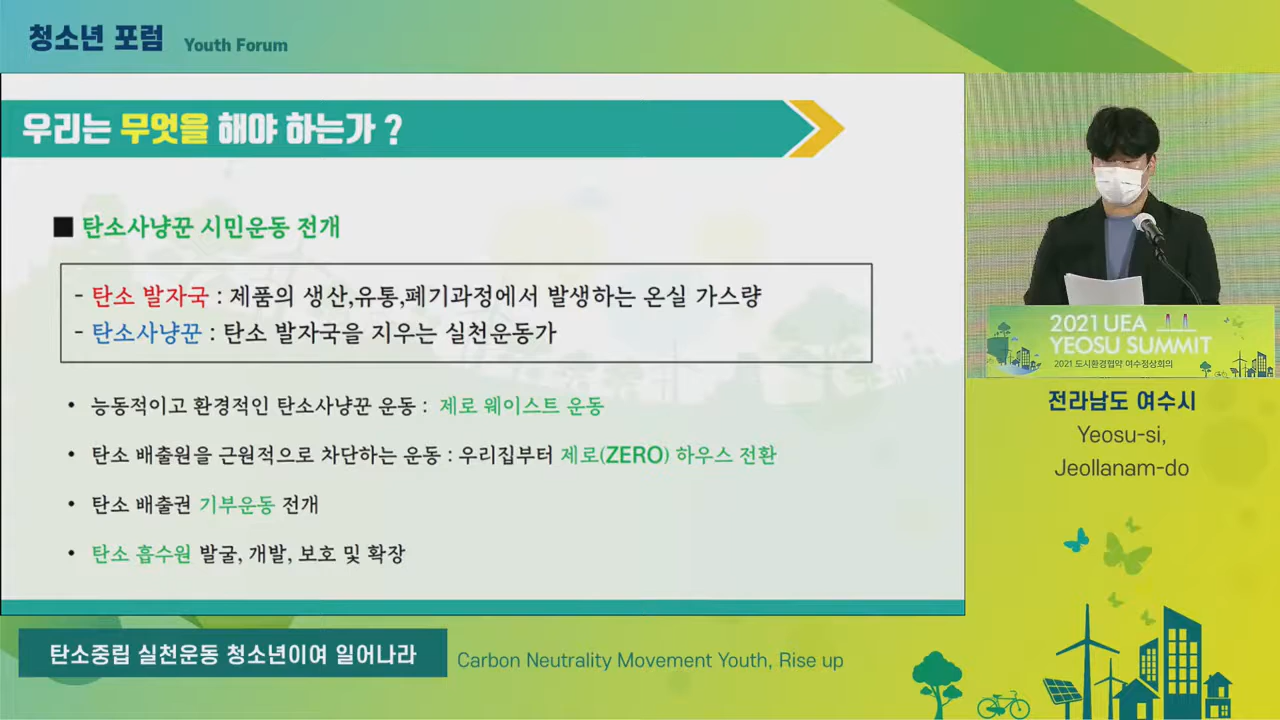 청소년 포럼 Youth Forum
우리는 무엇을 해야 하는가 ?
■ 탄소사냥꾼 시민운동 전개
- 탄소 발자국 : 제품의 생산,유통,폐기과정에서 발생하는 온실 가스량
- 탄소사냥꾼 : 탄소 발자국을 지우는 실천운동가
• 능동적이고 환경적인 탄소사냥꾼 운동 : 제로 웨이스트 운동
• 탄소 배출원을 근원적으로 차단하는 운동 : 우리집부터 제로(ZERO) 하우스 전환
• 탄소 배출권 기부운동 전개
• 탄소 흡수원 발굴, 개발, 보호 및 확장
2021 UEA
YEOSU SUMMIT
2021 도시환경협약 여수정상회의
전라남도 여수시
Yeosu-si,
Jeollanam-do
탄소중립 실천운동 청소년이여 일어나라
Carbon Neutrality Movement Youth, Rise up